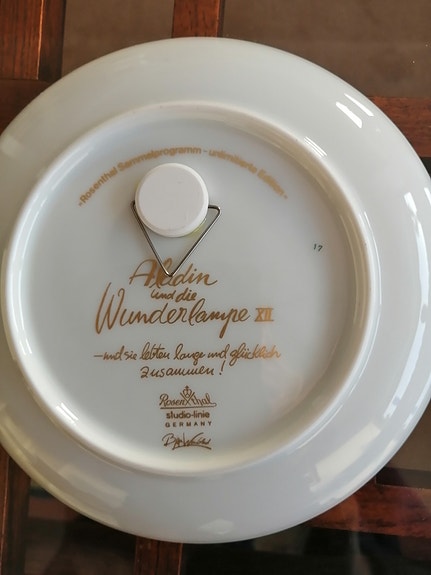 "Rosenthal Sammelprogramm - unlimitierte Edition"
17
Aladin
und die
Wunderlampe XII
- und sie lebten lange und glücklich
zusammen!
Rosenthal
studio-linie
GERMANY